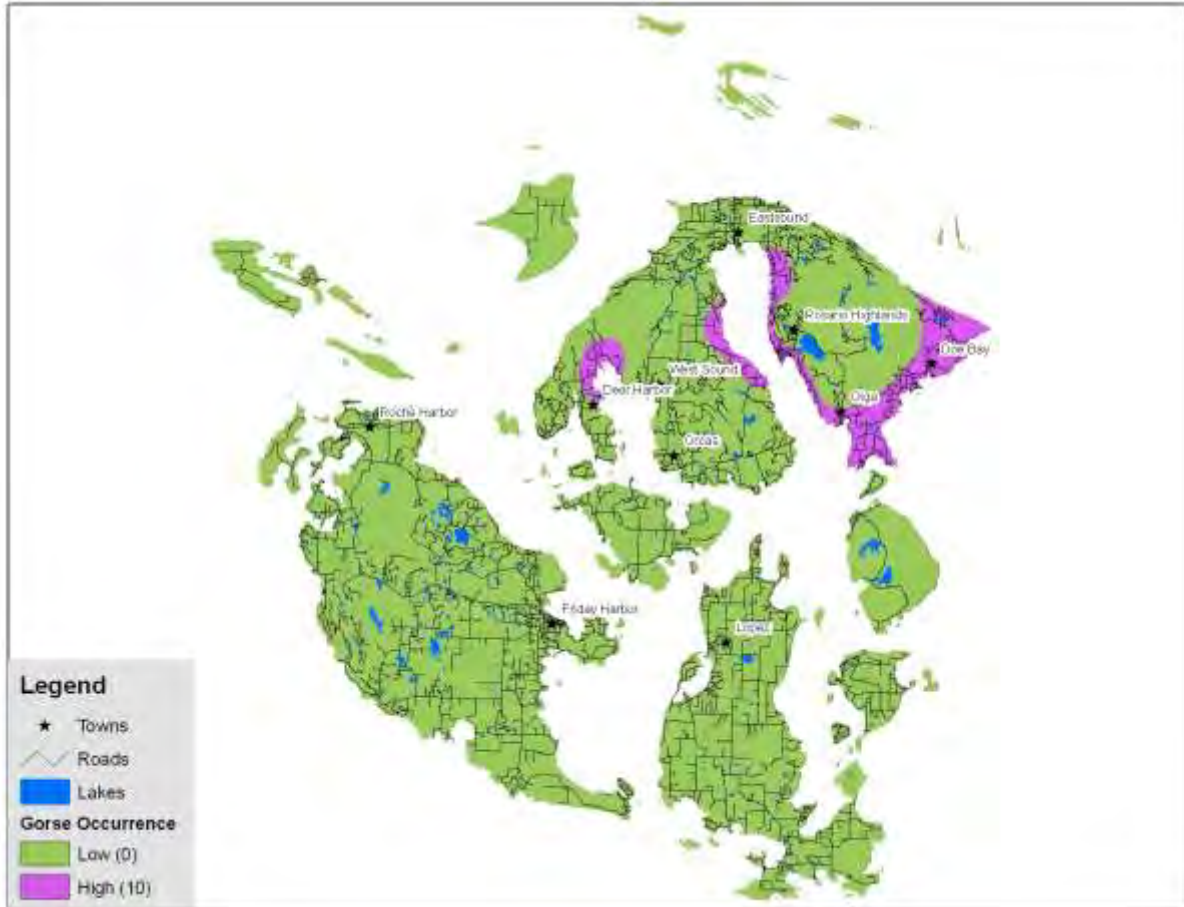 Eastsound
Rosario Highlands
Doe Bay
West Sound
Deer Harbor
Olga
Roche Harbor
Orcas
Friday Harbor
Lopez
Legend
Towns
Roads
Lakes
Gorse Occurrence
Low (0)
High (10)